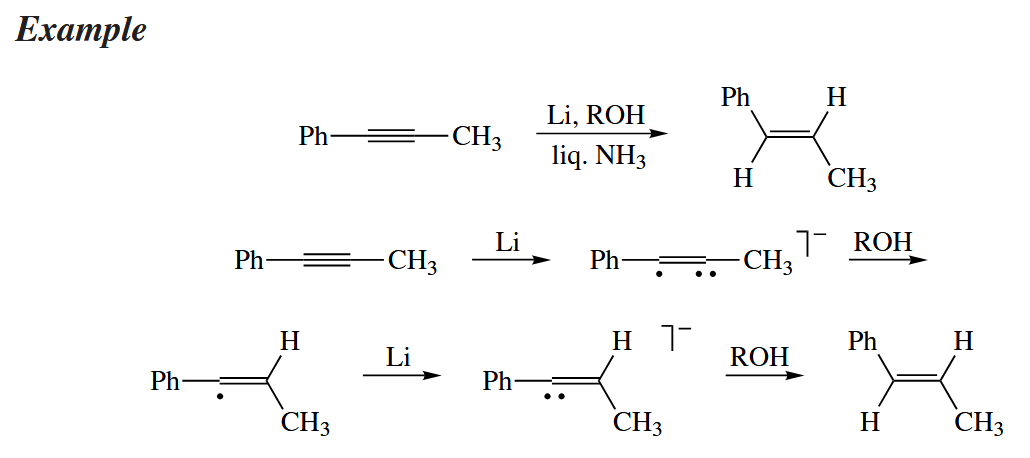 Example
Ph CH3 Li, ROH liq. NH3 Ph H H CH3
Ph CH3 Li Ph CH3 ROH
Ph H CH3 Li Ph H CH3 ROH Ph H H CH3